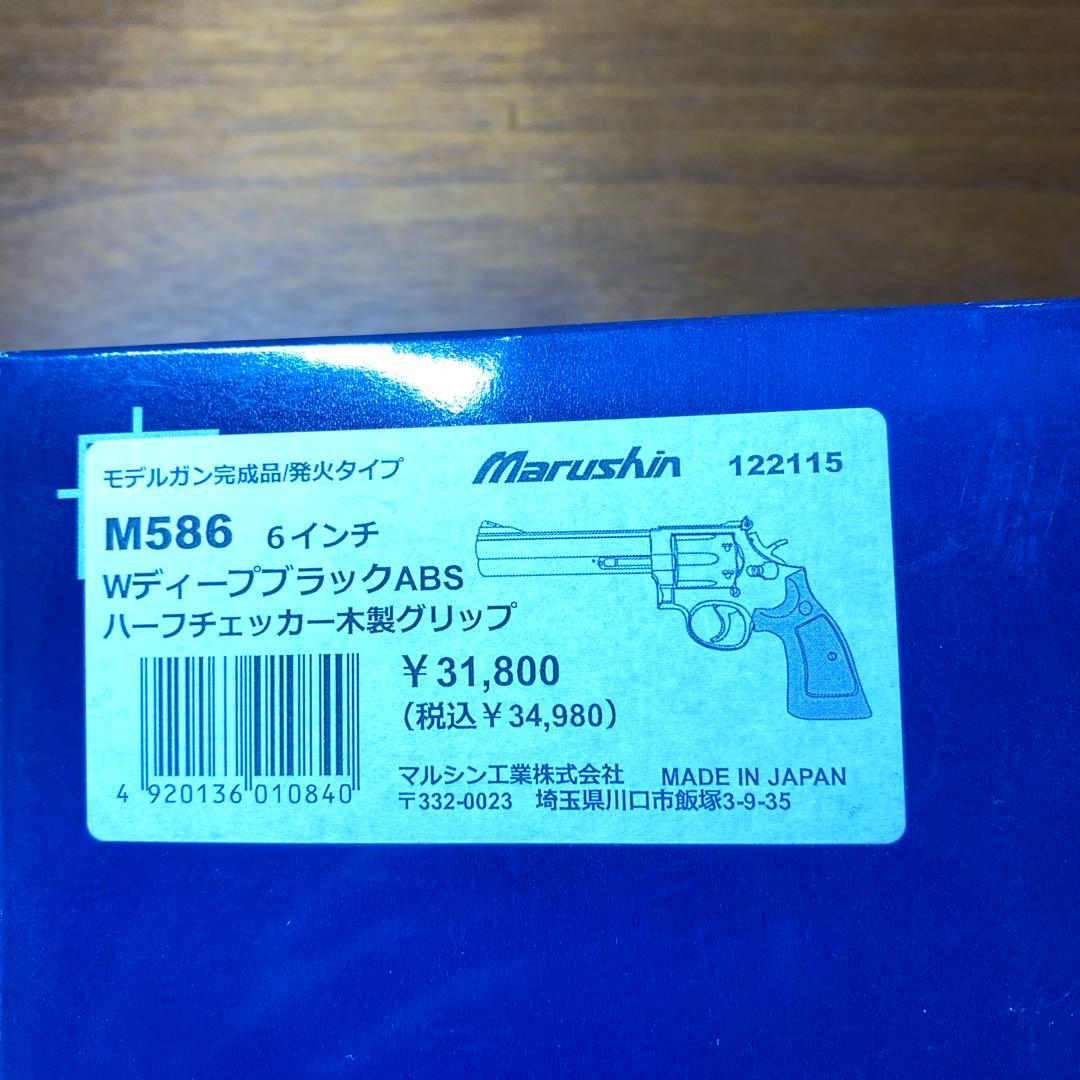 モデルガン完成品/発火タイプ Marushin 122115
M586 6インチ
WディープブラックABS
ハーフチェッカー木製グリップ
￥31,800
（税込￥34,980）
4 920136 010840
マルシン工業株式会社 MADE IN JAPAN
〒332-0023 埼玉県川口市飯塚3-9-35